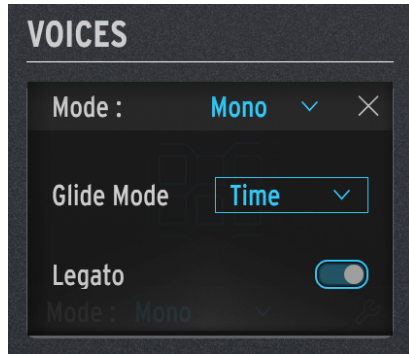 VOICES
Mode : Mono
Glide Mode Time
Legato
Mode : Mono